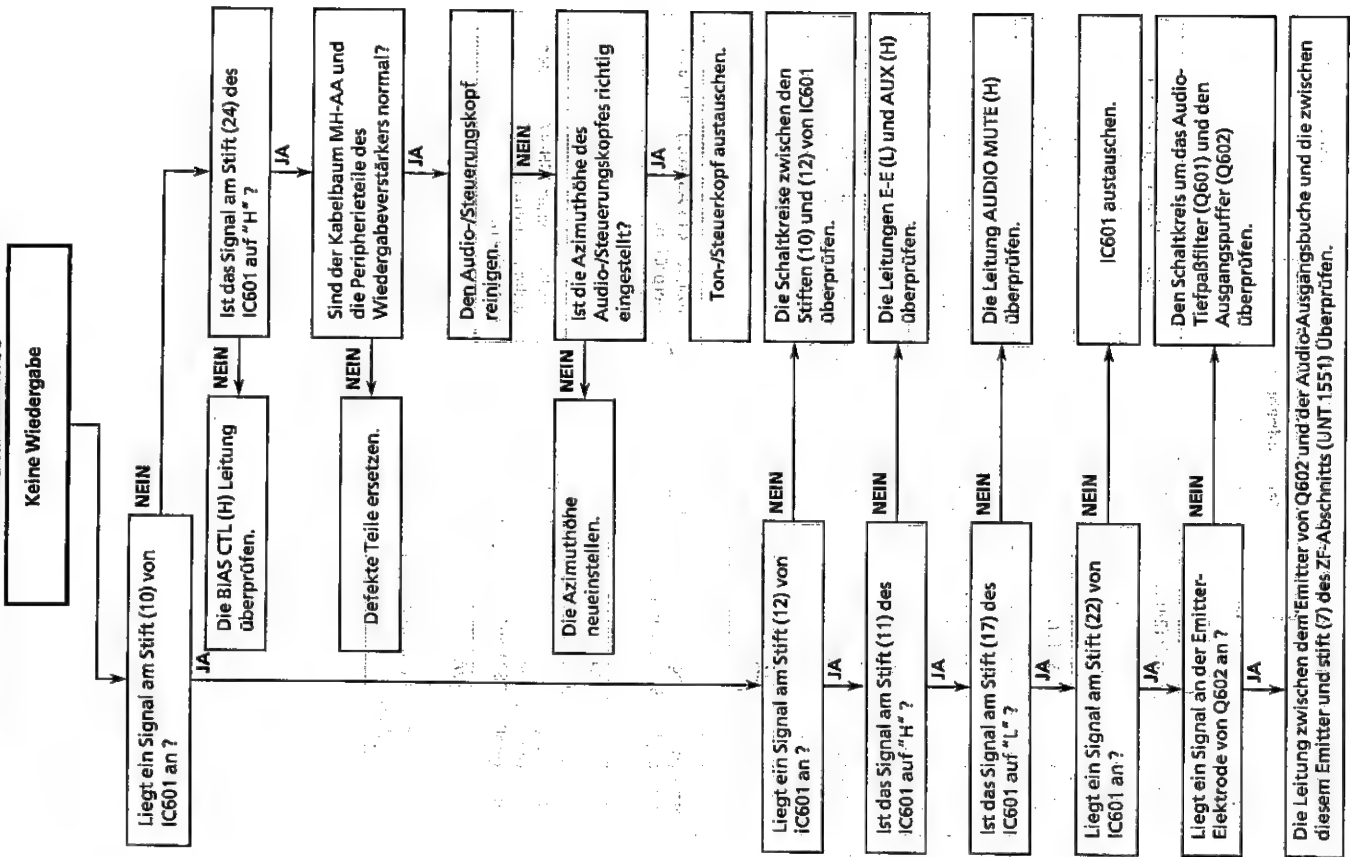 Keine Wiedergabe
Liegt ein Signal am Stift (10) von
IC601 an ?
NEIN
JA
Ist das Signal am Stift (24) des
IC601 auf "H" ?
NEIN
Die BIAS CTL (H) Leitung
überprüfen.
JA
Sind der Kabelbaum MH-AA und
die Peripherieteile des
Wiedergabeverstärkers normal?
NEIN
Defekte Teile ersetzen.
JA
Den Audio-/Steuerungskopf
reinigen.
NEIN
Ist die Azimuthöhe des
Audio-/Steuerungskopfes richtig
eingestellt?
NEIN
Die Azimuthöhe
neueinstellen.
JA
Ton-/Steuerkopf austauschen.
Liegt ein Signal am Stift (12) von
IC601 an ?
NEIN
Die Schaltkreise zwischen den
Stiften (10) und (12) von IC601
überprüfen.
JA
Ist das Signal am Stift (11) des
IC601 auf "H" ?
NEIN
Die Leitungen E-E (L) und AUX (H)
überprüfen.
JA
Ist das Signal am Stift (17) des
IC601 auf "L" ?
NEIN
Die Leitung AUDIO MUTE (H)
überprüfen.
JA
Liegt ein Signal am Stift (22) von
IC601 an ?
NEIN
IC601 austauschen.
JA
Liegt ein Signal an der Emitter-
Elektrode von Q602 an ?
NEIN
Den Schaltkreis um das Audio-
Tiefpaßfilter (Q601) und den
Ausgangspuffer (Q602)
überprüfen.
JA
Die Leitung zwischen dem Emitter von Q602 und der Audio-Ausgangsbuche und die zwischen
diesem Emitter und stift (7) des ZF-Abschnitts (UNT 1551) Überprüfen.